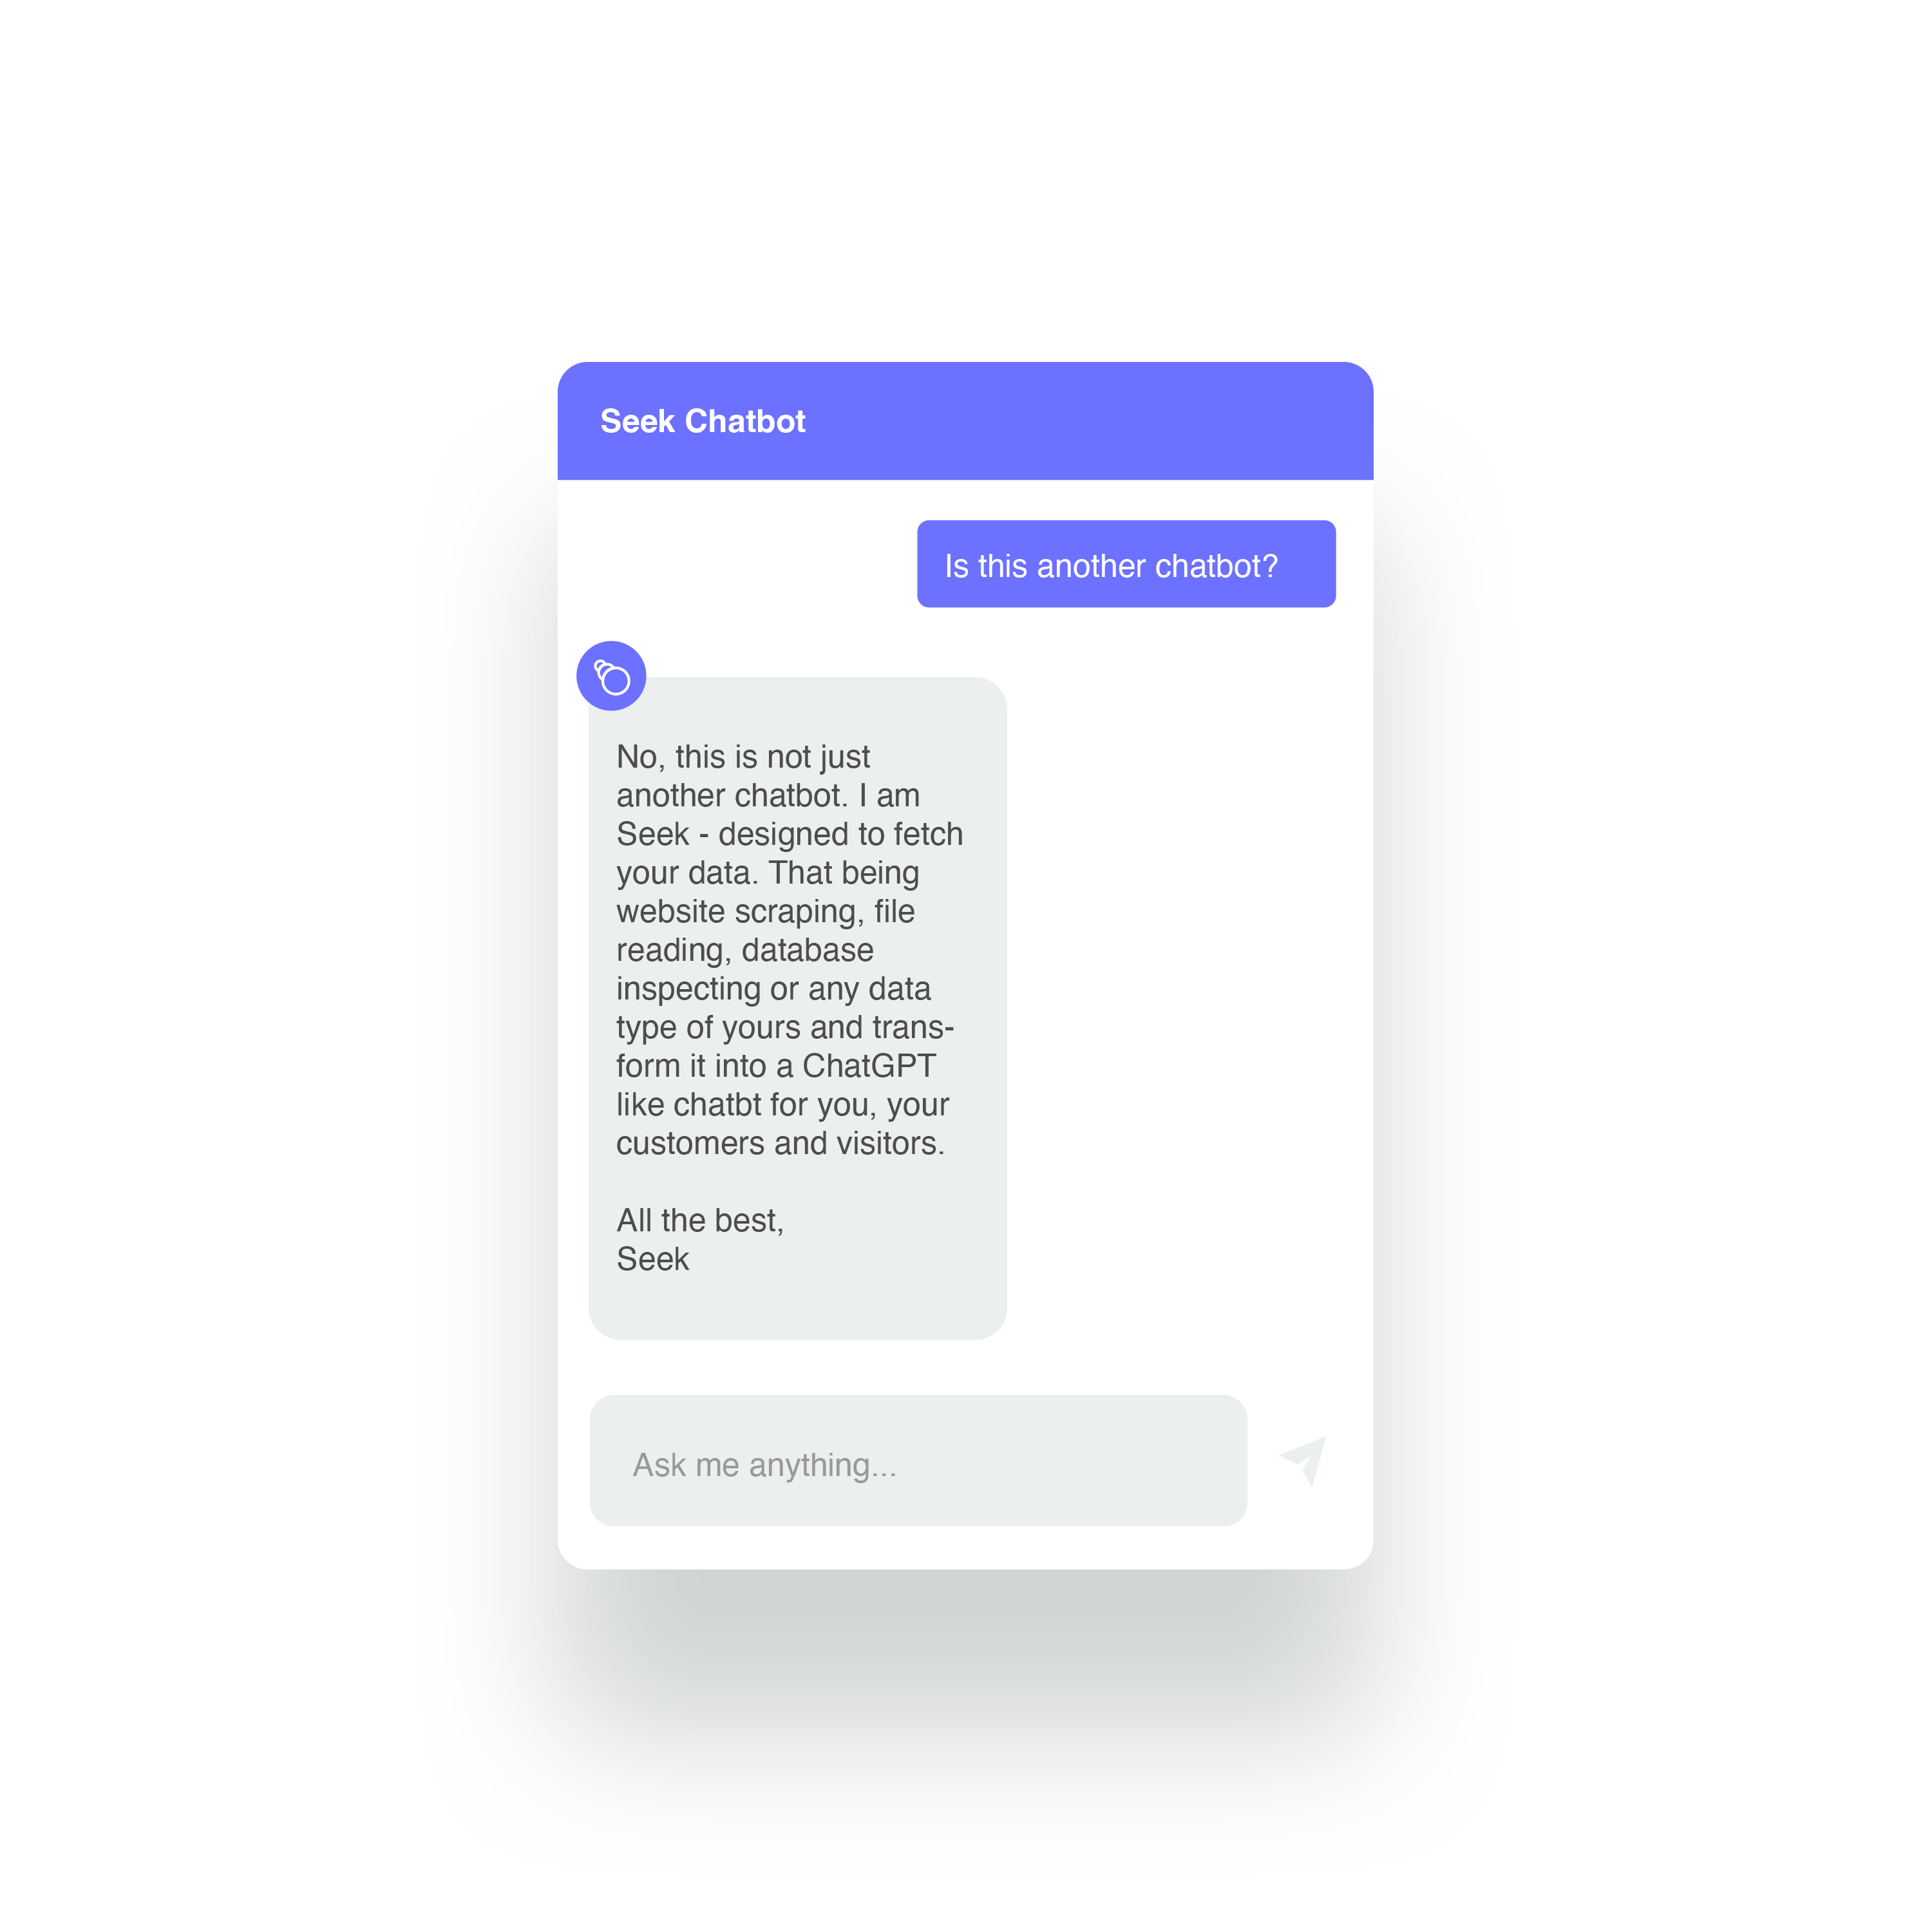 Seek Chatbot
Is this another chatbot?
No, this is not just
another chatbot. I am
Seek - designed to fetch
your data. That being
website scraping, file
reading, database
inspecting or any data
type of yours and trans-
form it into a ChatGPT
like chatbt for you, your
customers and visitors.
All the best,
Seek
Ask me anything...